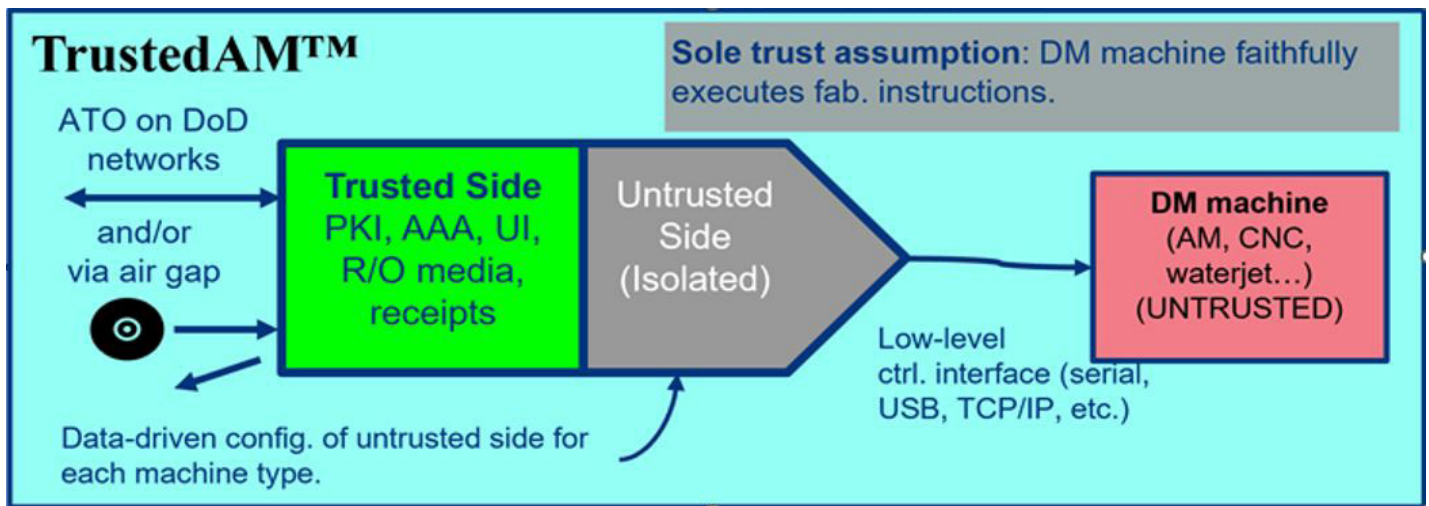 TrustedAM™
Sole trust assumption: DM machine faithfully
executes fab. instructions.
ATO on DoD
networks
and/or
via air gap
Trusted Side
PKI, AAA, UI,
R/O media,
receipts
Untrusted
Side
(Isolated)
DM machine
(AM, CNC,
waterjet…)
(UNTRUSTED)
Low-level
ctrl. interface (serial,
USB, TCP/IP, etc.)
Data-driven config. of untrusted side for
each machine type.